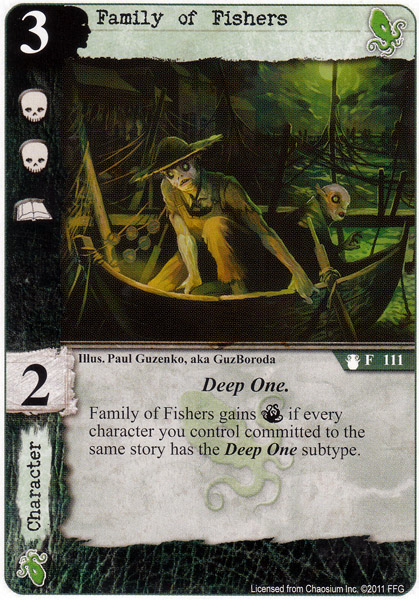 3
Family of Fishers
Illus. Paul Guzenko, aka GuzBoroda
F 111
2
Deep One.
Family of Fishers gains if every
character you control committed to the
same story has the Deep One subtype.
Character
Licensed from Chaosium Inc. ©2011 FFG